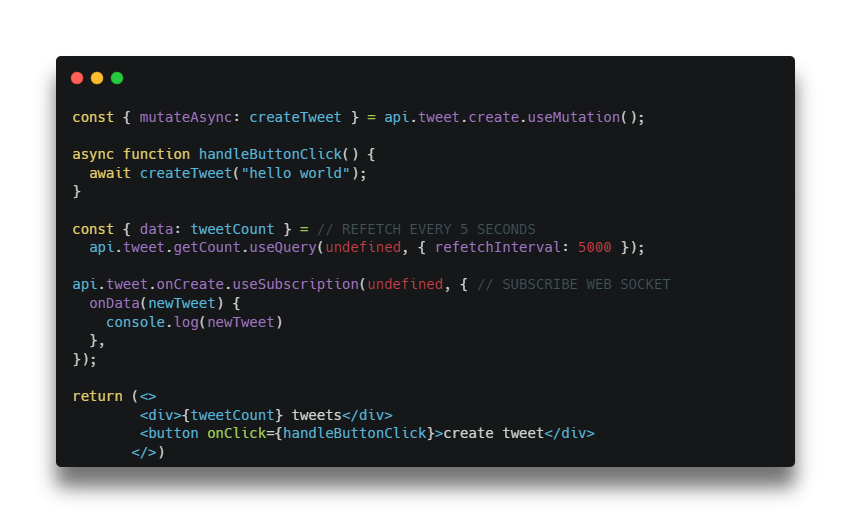 const { mutateAsync: createTweet } = api.tweet.create.useMutation();
async function handleButtonClick() {
await createTweet("hello world");
}
const { data: tweetCount } = // REFETCH EVERY 5 SECONDS
api.tweet.getCount.useQuery(undefined, { refetchInterval: 5000 });
api.tweet.onCreate.useSubscription(undefined, { // SUBSCRIBE WEB SOCKET
onData(newTweet) {
console.log(newTweet)
},
});
return (<>
<div>{tweetCount} tweets</div>
<button onClick={handleButtonClick}>create tweet</div>
</>)